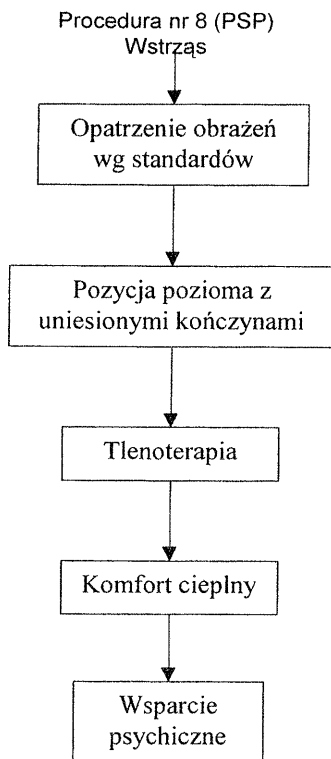 Procedura nr 8 (PSP)
Wstrząs
Opatrzenie obrażeń
wg standardów
Pozycja pozioma z
uniesionymi kończynami
Tlenoterapia
Komfort cieplny
Wsparcie
psychiczne